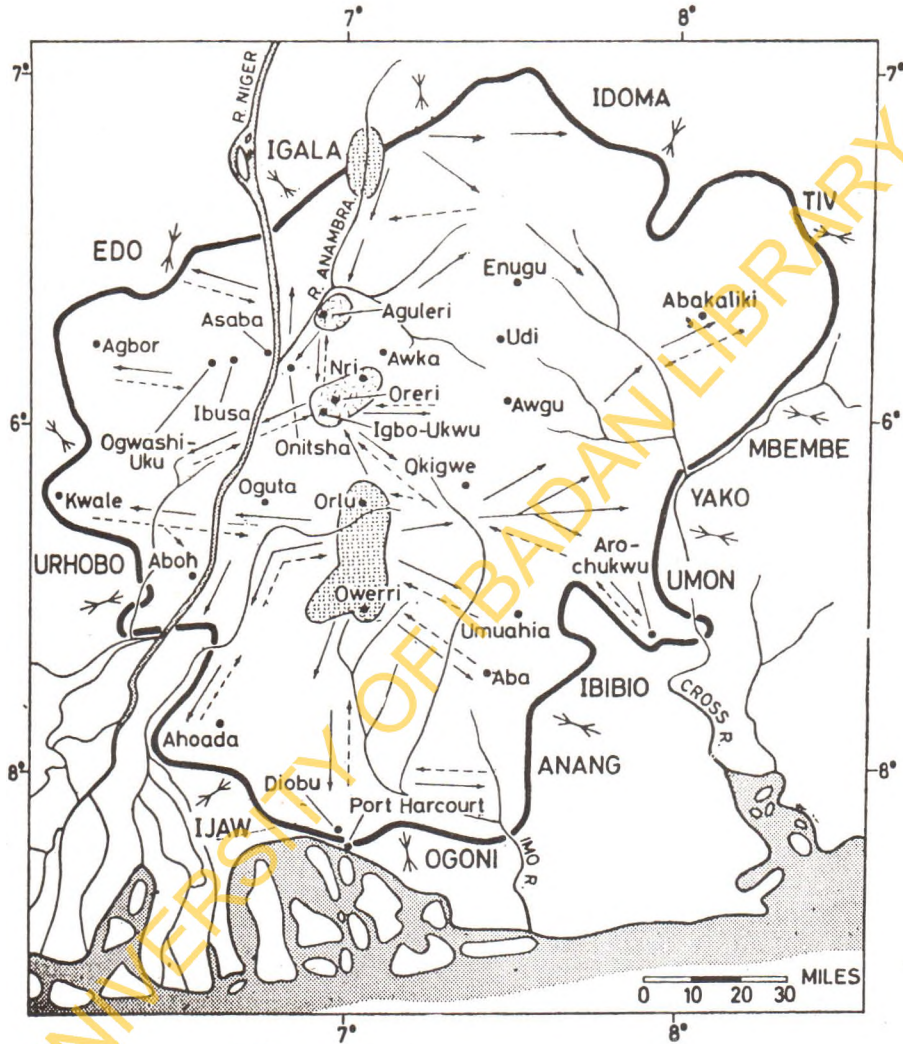 7°
8°
7°
7°
R. NIGER
IDOMA
IGALA
TIV
R. ANAMBRA
EDO
Enugu
Abakaliki
Asaba
Aguleri
Agbor
Udi
Awka
Nri
Oreri
Ibusa
Awgu
6°
6°
Igbo-Ukwu
MBEMBE
Ogwashi-
Uku
Onitsha
Okigwe
Kwale
Oguta
Orlu
YAKO
Aro-
chukwu
URHOBO
Aboh
UMON
Owerri
Umuahia
Aba
IBIBIO
CROSS R.
Ahoada
8°
ANANG
8°
Diobu
Port Harcourt
IJAW
OGONI
IMO R.
MILES
0 10 20 30
7°
8°
UNIVERSITY OF IBADAN LIBRARY